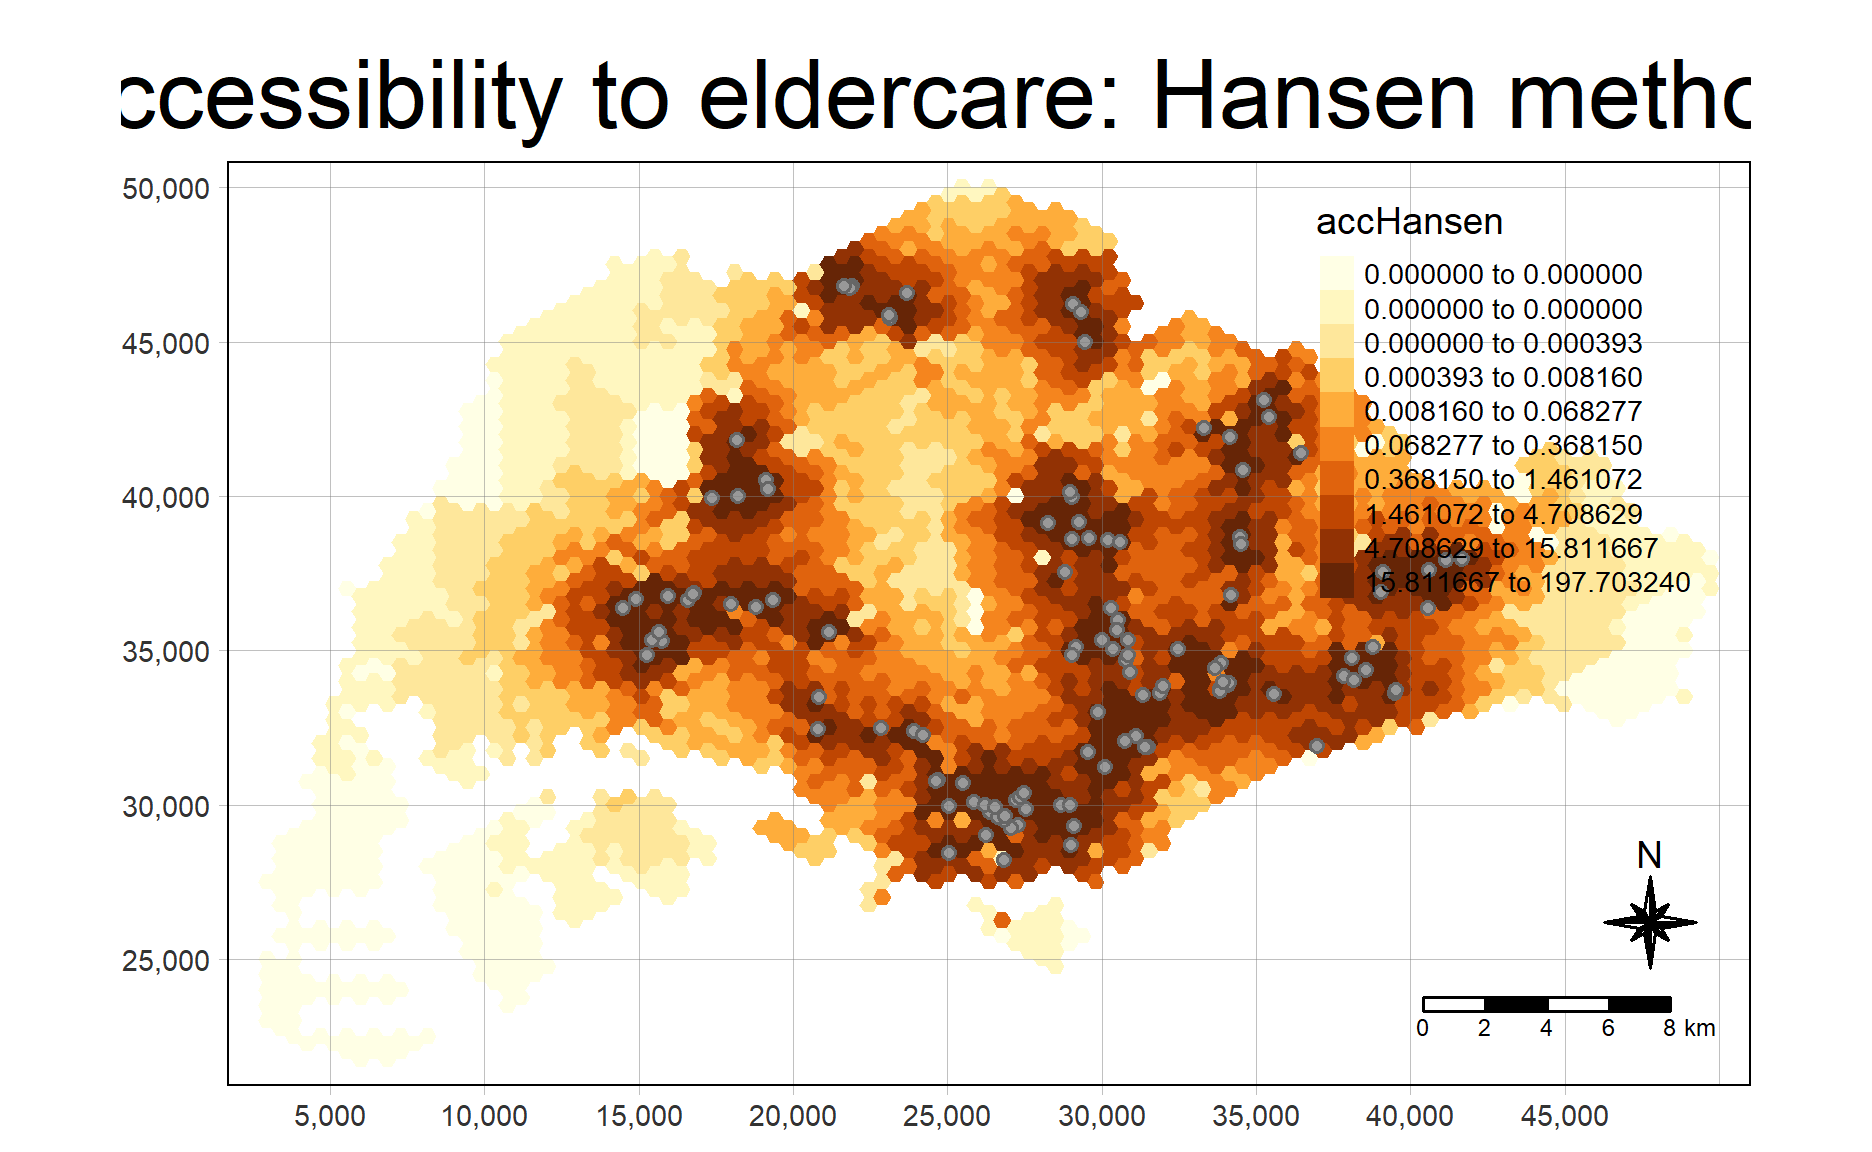 ccessibility to eldercare: Hansen metho
50,000
45,000
40,000
35,000
30,000
25,000
accHansen
0.000000 to 0.000000
0.000000 to 0.000000
0.000000 to 0.000393
0.000393 to 0.008160
0.008160 to 0.068277
0.068277 to 0.368150
0.368150 to 1.461072
1.461072 to 4.708629
4.708629 to 15.811667
15.811667 to 197.703240
N
0 2 4 6 8 km
5,000 10,000 15,000 20,000 25,000 30,000 35,000 40,000 45,000